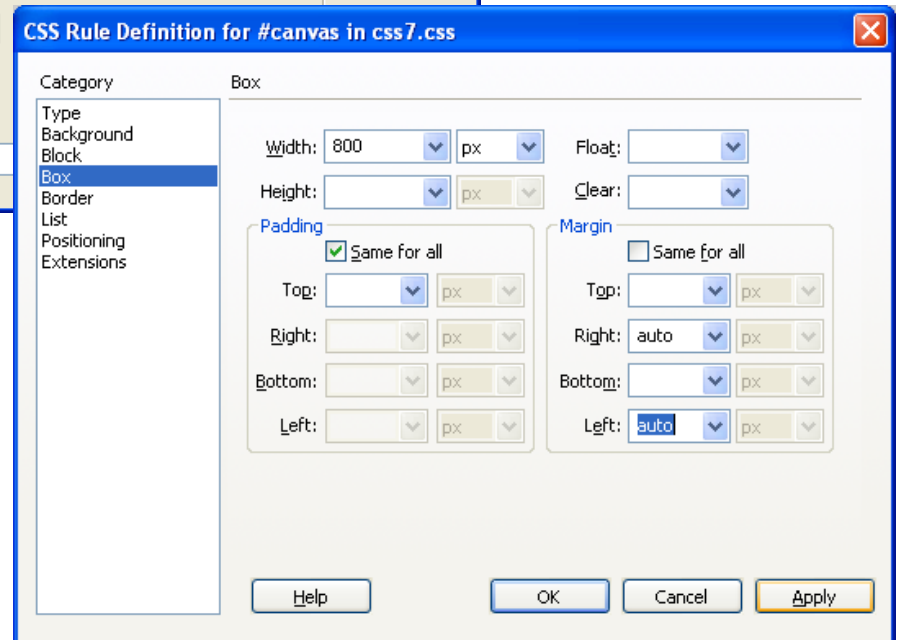 CSS Rule Definition for #canvas in css7.css
Category
Box
Type
Background
Block
Box
Border
List
Positioning
Extensions
Width: 800 px Float:
Height: px Clear:
Padding Margin
Same for all Same for all
Top: px Top: px
Right: px Right: auto px
Bottom: px Bottom: px
Left: px Left: auto px
Help OK Cancel Apply